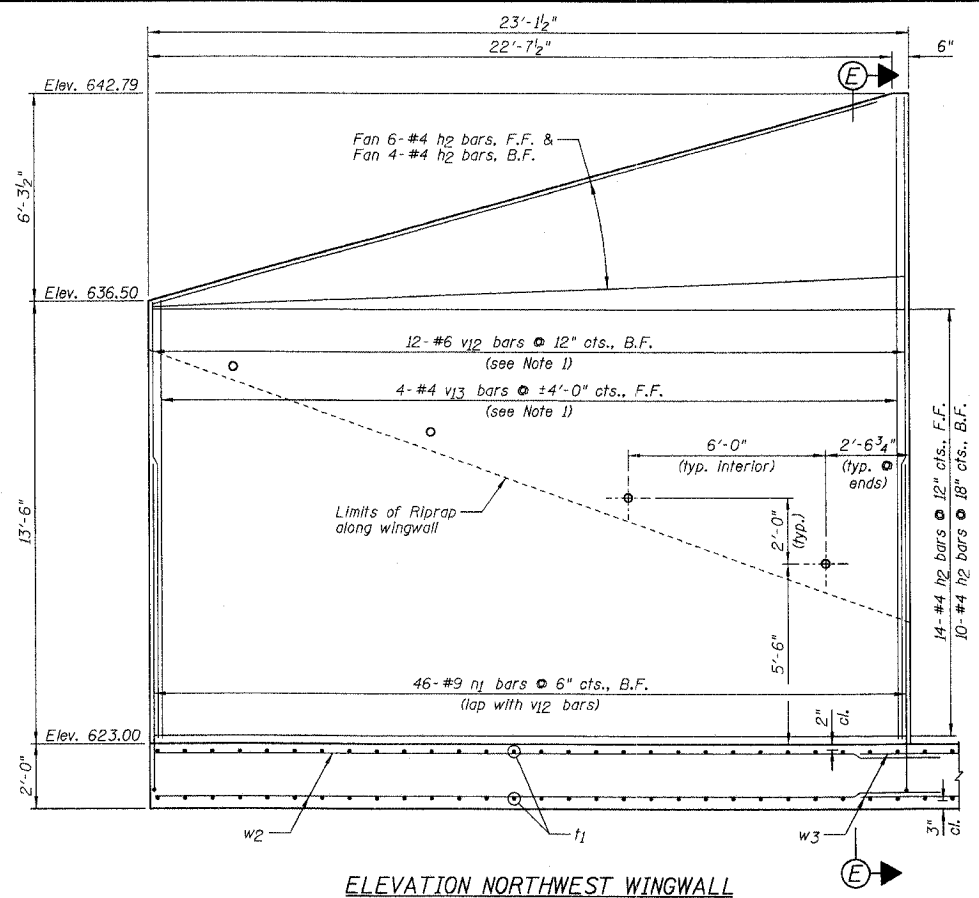 23'-1½"
22'-7½"
6"
E
Elev. 642.79
Fan 6-#4 h2 bars, F.F. &
Fan 4-#4 h2 bars, B.F.
6'-3½"
Elev. 636.50
12-#6 v12 bars @ 12" cts., B.F.
(see Note 1)
4-#4 v13 bars @ ±4'-0" cts., F.F.
(see Note 1)
6'-0"
(typ. interior)
2'-6¾"
(typ. @
ends)
Limits of Riprap
along wingwall
2'-0"
(typ.)
13'-6"
14-#4 h2 bars @ 12" cts., F.F.
10-#4 h2 bars @ 18" cts., B.F.
5'-6"
46-#9 n1 bars @ 6" cts., B.F.
(lap with v12 bars)
2"
cl.
Elev. 623.00
2'-0"
w2
t1
w3
3"
cl.
E
ELEVATION NORTHWEST WINGWALL